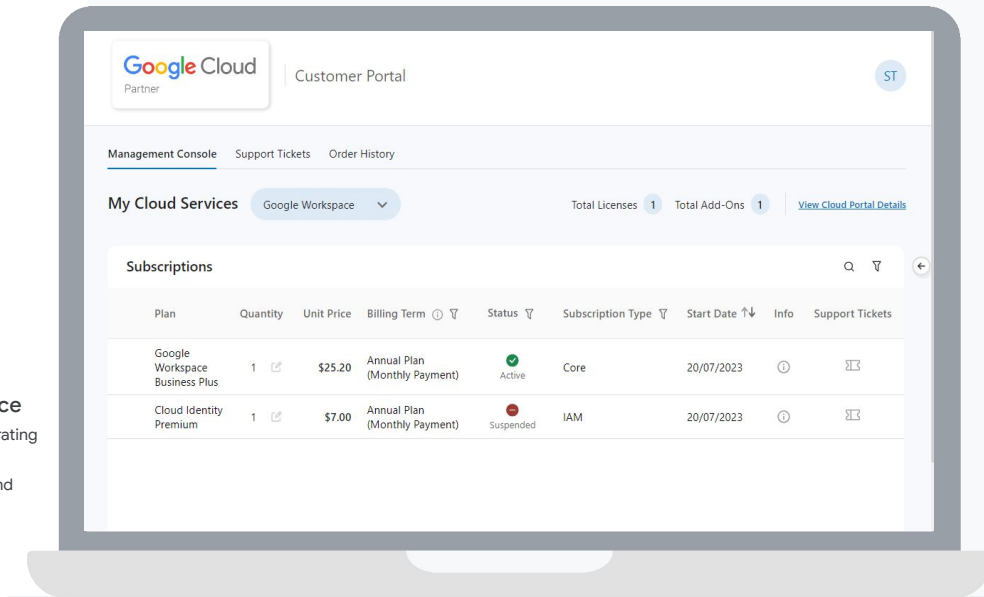 Google Cloud
Partner
Customer Portal
ST
Management Console Support Tickets Order History
My Cloud Services Google Workspace Total Licenses 1 Total Add-Ons 1 View Cloud Portal Details
Subscriptions
Plan Quantity Unit Price Billing Term Status Subscription Type Start Date Info Support Tickets
Google
Workspace
Business Plus
1 $25.20
Annual Plan
(Monthly Payment)
Active
Core 20/07/2023
Cloud Identity
Premium
1 $7.00
Annual Plan
(Monthly Payment)
Suspended
IAM 20/07/2023
ce
rating
nd